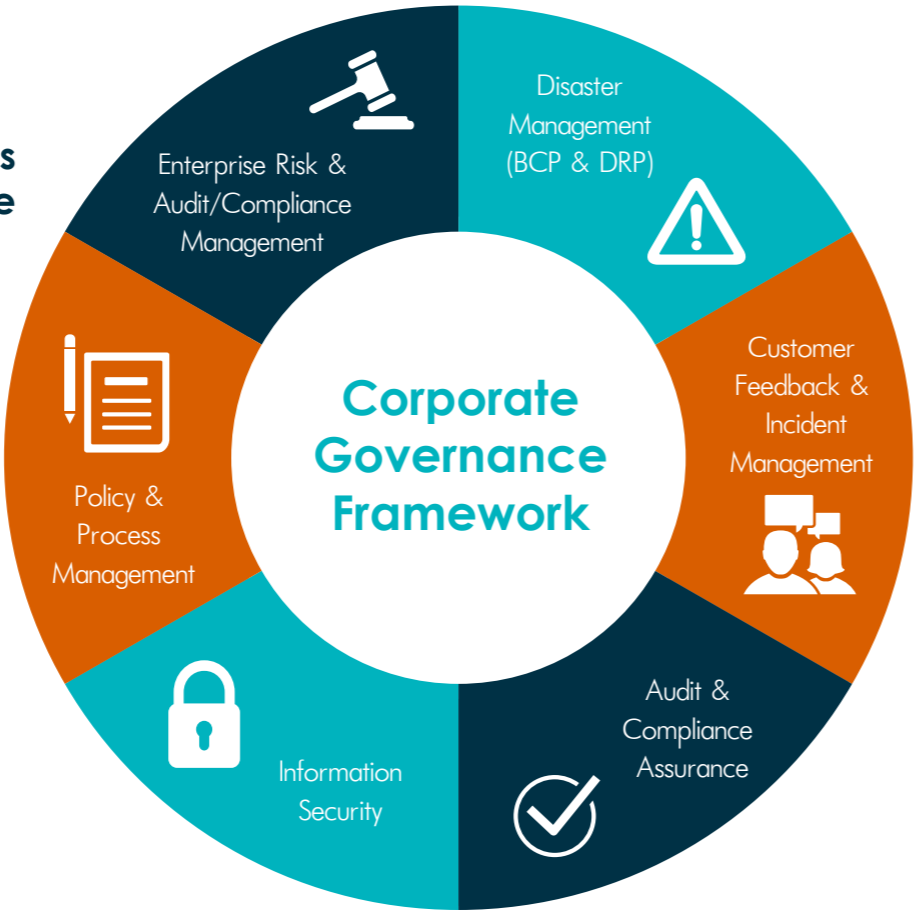 s
e
Enterprise Risk &
Audit/Compliance
Management
Disaster
Management
(BCP & DRP)
Customer
Feedback &
Incident
Management
Audit &
Compliance
Assurance
Information
Security
Policy &
Process
Management
Corporate
Governance
Framework